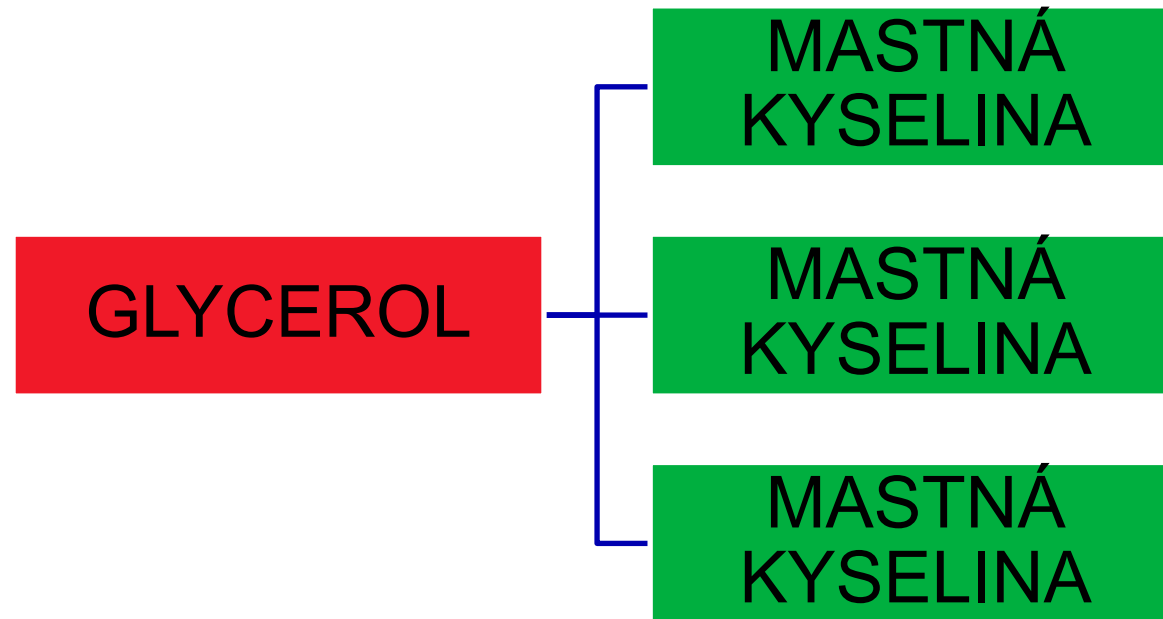 MASTNÁ
KYSELINA
GLYCEROL
MASTNÁ
KYSELINA
MASTNÁ
KYSELINA